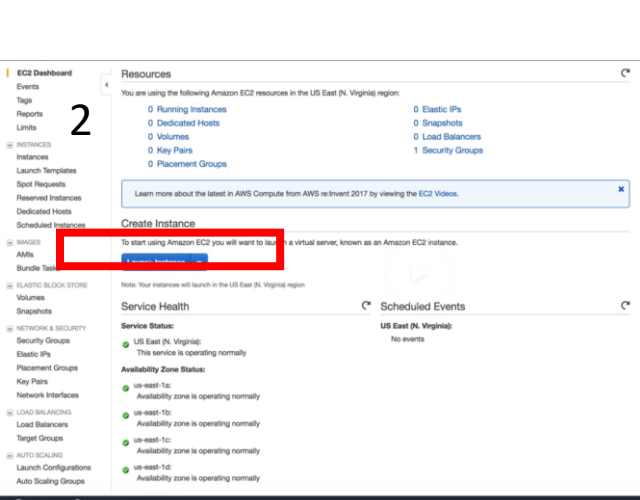 EC2 Dashboard
Events
Tags
Reports
Limits
INSTANCES
Instances
Launch Templates
Spot Requests
Reserved Instances
Dedicated Hosts
Scheduled Instances
IMAGES
AMIs
Bundle Tasks
ELASTIC BLOCK STORE
Volumes
Snapshots
NETWORK & SECURITY
Security Groups
Elastic IPs
Placement Groups
Key Pairs
Network Interfaces
LOAD BALANCING
Load Balancers
Target Groups
AUTO SCALING
Launch Configurations
Auto Scaling Groups
2
Resources
You are using the following Amazon EC2 resources in the US East (N. Virginia) region:
0 Running Instances
0 Dedicated Hosts
0 Volumes
0 Key Pairs
0 Placement Groups
0 Elastic IPs
0 Snapshots
0 Load Balancers
1 Security Groups
Learn more about the latest in AWS Compute from AWS re:Invent 2017 by viewing the EC2 Videos.
Create Instance
To start using Amazon EC2 you will want to launch a virtual server, known as an Amazon EC2 instance.
Launch Instance
Note: Your instances will launch in the US East (N. Virginia) region
Service Health
Service Status:
US East (N. Virginia):
This service is operating normally
Availability Zone Status:
us-east-1a:
Availability zone is operating normally
us-east-1b:
Availability zone is operating normally
us-east-1c:
Availability zone is operating normally
us-east-1d:
Availability zone is operating normally
Scheduled Events
US East (N. Virginia):
No events